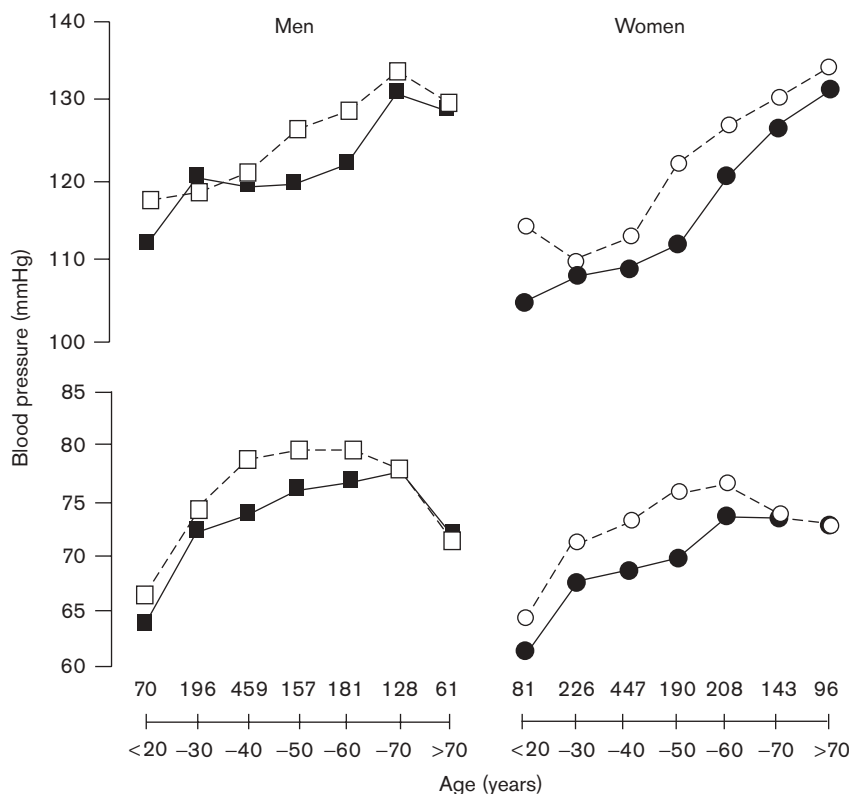 Men
Women
140
130
120
110
100
85
80
75
70
65
60
Blood pressure (mmHg)
70 196 459 157 181 128 61
81 226 447 190 208 143 96
<20 –30 –40 –50 –60 –70 >70
<20 –30 –40 –50 –60 –70 >70
Age (years)